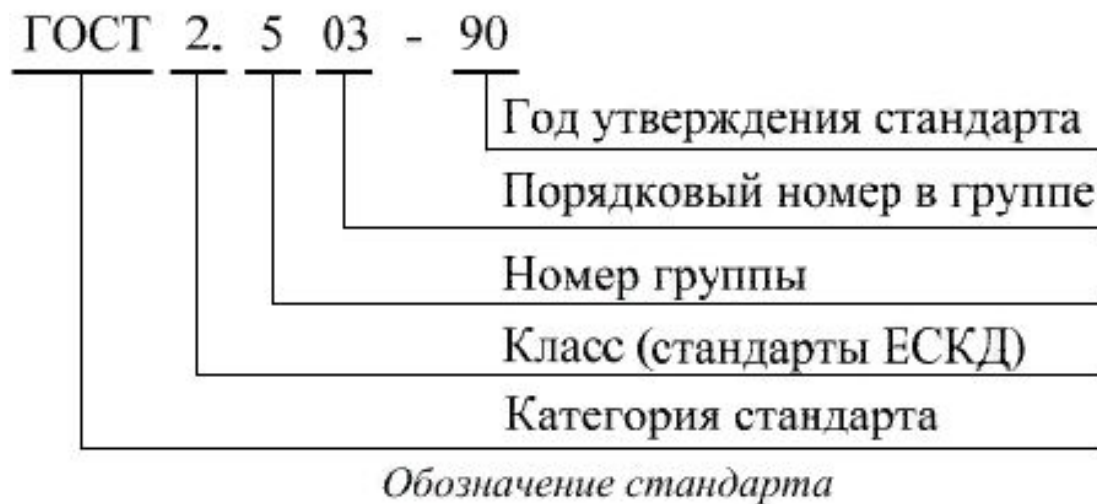 ГОСТ 2. 5 03 - 90
Год утверждения стандарта
Порядковый номер в группе
Номер группы
Класс (стандарты ЕСКД)
Категория стандарта
Обозначение стандарта